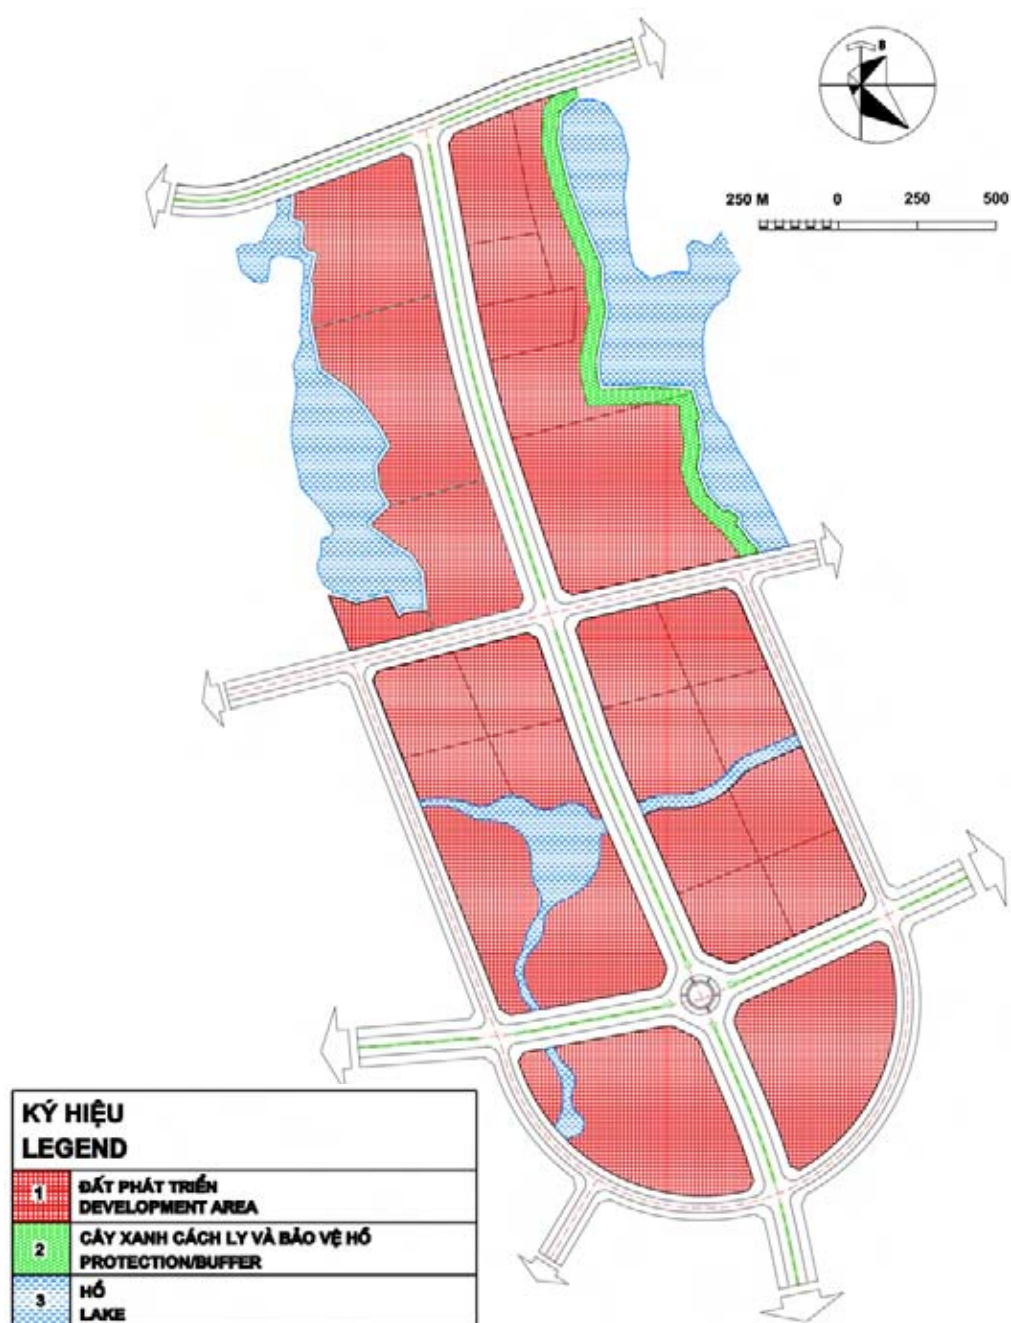 B
250 M 0 250 500
KÝ HIỆU
LEGEND
1 ĐẤT PHÁT TRIỂN
DEVELOPMENT AREA
2 CÂY XANH CÁCH LY VÀ BẢO VỆ HỒ
PROTECTION/BUFFER
3 HỒ
LAKE